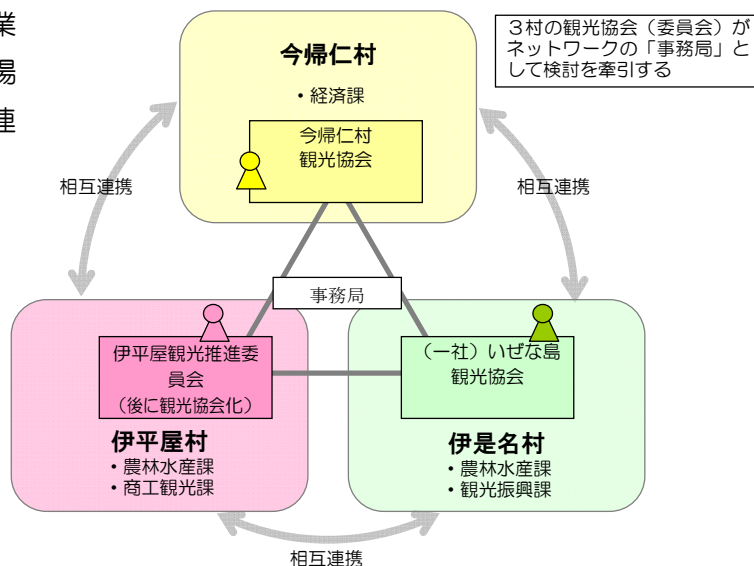 業
場
連
３村の観光協会（委員会）が
ネットワークの「事務局」と
して検討を牽引する
今帰仁村
・経済課
今帰仁村
観光協会
相互連携
相互連携
事務局
伊平屋観光推進委
員会
（後に観光協会化）
（一社）いぜな島
観光協会
伊平屋村
・農林水産課
・商工観光課
伊是名村
・農林水産課
・観光振興課
相互連携